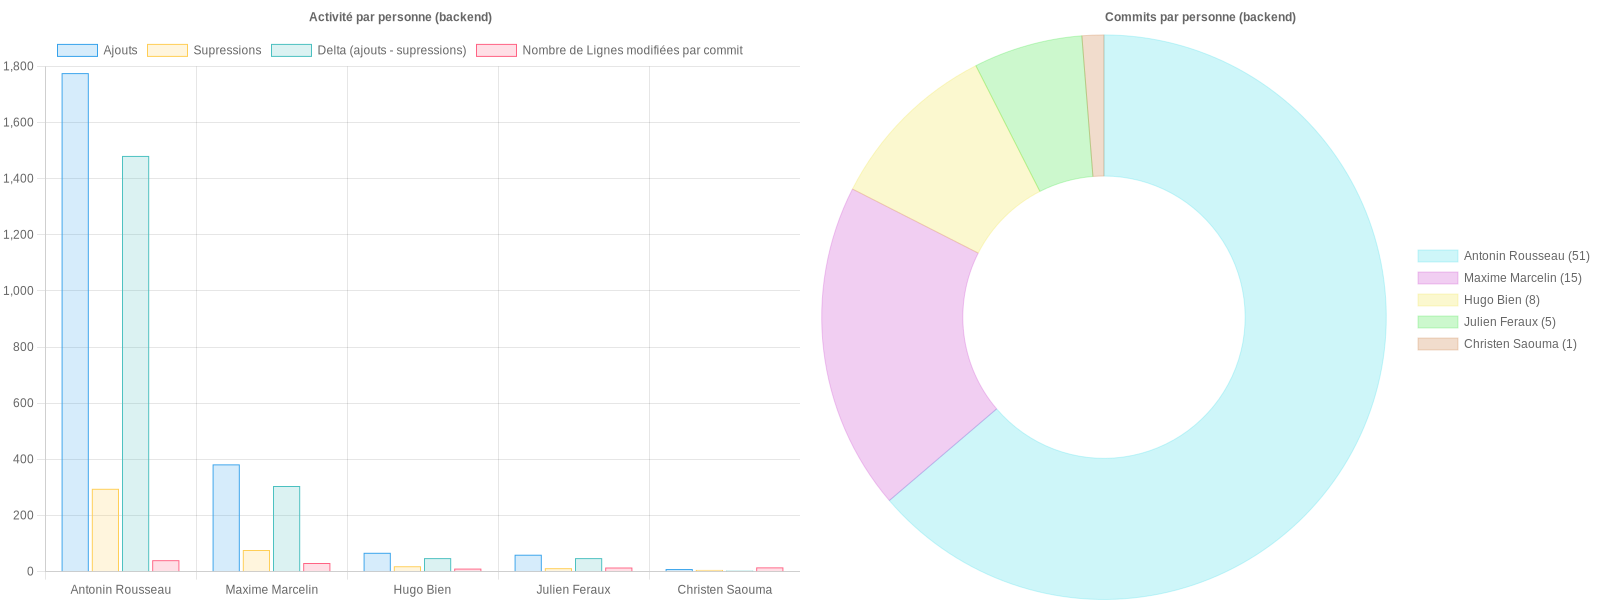 Activité par personne (backend)
Ajouts
Supressions
Delta (ajouts - supressions)
Nombre de Lignes modifiées par commit
1,800
1,600
1,400
1,200
1,000
800
600
400
200
0
Antonin Rousseau
Maxime Marcelin
Hugo Bien
Julien Feraux
Christen Saouma
Commits par personne (backend)
Antonin Rousseau (51)
Maxime Marcelin (15)
Hugo Bien (8)
Julien Feraux (5)
Christen Saouma (1)